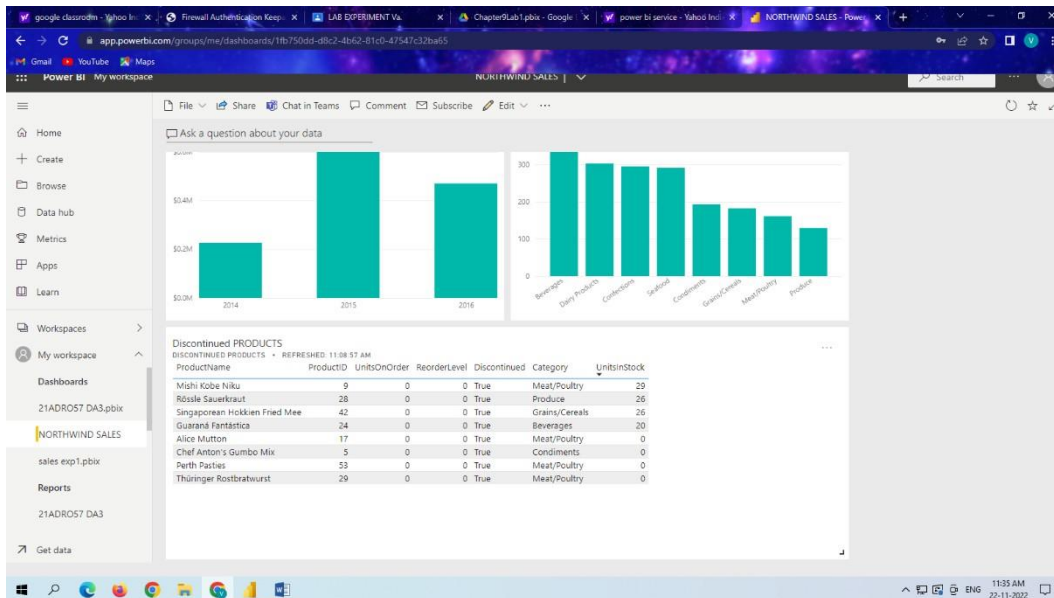 google classroom - Yahoo In
Firewall Authentication Keep
LAB EXPERIMENT Va
Chapter9Lab1.pbix - Google
power bi service - Yahoo Indi
NORTHWIND SALES - Power
app.powerbi.com/groups/me/dashboards/1fb750dd-d8c2-4b62-81c0-47547c32ba65
V
Gmail YouTube Maps
Power BI My workspace NORTHWIND SALES Search
File Share Chat in Teams Comment Subscribe Edit
Home
Create
Browse
Data hub
Metrics
Apps
Learn
Workspaces
My workspace
Dashboards
21ADRO57 DA3.pbix
NORTHWIND SALES
sales exp1.pbix
Reports
21ADRO57 DA3
Get data
Ask a question about your data
$0.4M
$0.2M
$0.0M
2014 2015 2016
300
200
100
0
Beverages Dairy Products Confections Seafood Condiments Grains/Cereals Meat/Poultry Produce
Discontinued PRODUCTS
DISCONTINUED PRODUCTS • REFRESHED: 11:08:57 AM
ProductName ProductID UnitsOnOrder ReorderLevel Discontinued Category UnitsInStock
Mishi Kobe Niku 9 0 0 True Meat/Poultry 29
Rössle Sauerkraut 28 0 0 True Produce 26
Singaporean Hokkien Fried Mee 42 0 0 True Grains/Cereals 26
Guaraná Fantástica 24 0 0 True Beverages 20
Alice Mutton 17 0 0 True Meat/Poultry 0
Chef Anton's Gumbo Mix 5 0 0 True Condiments 0
Perth Pasties 53 0 0 True Meat/Poultry 0
Thüringer Rostbratwurst 29 0 0 True Meat/Poultry 0
ENG
11:35 AM
22-11-2022